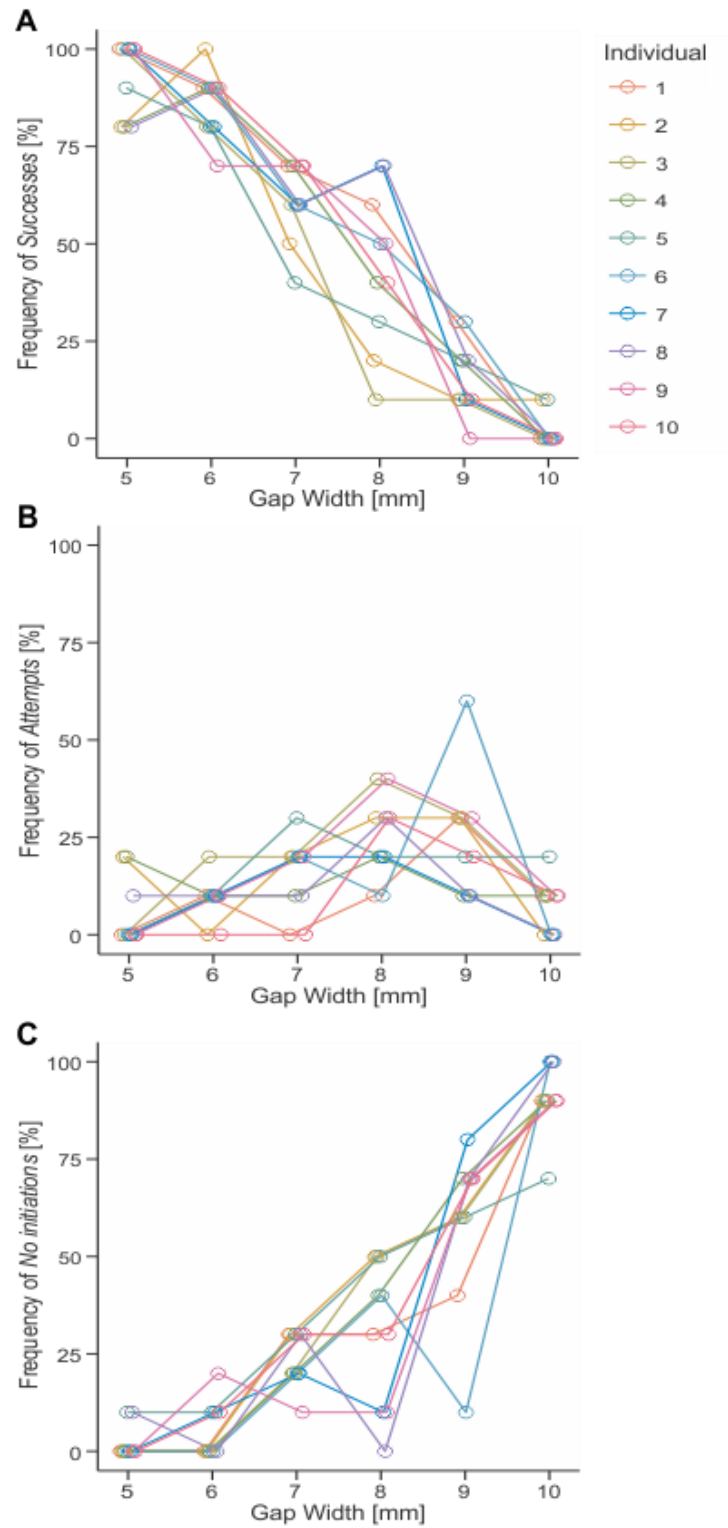 A
Frequency of Successes [%]
100
75
50
25
0
5 6 7 8 9 10
Gap Width [mm]
Individual
1
2
3
4
5
6
7
8
9
10
B
Frequency of Attempts [%]
100
75
50
25
0
5 6 7 8 9 10
Gap Width [mm]
C
Frequency of No initiations [%]
100
75
50
25
0
5 6 7 8 9 10
Gap Width [mm]